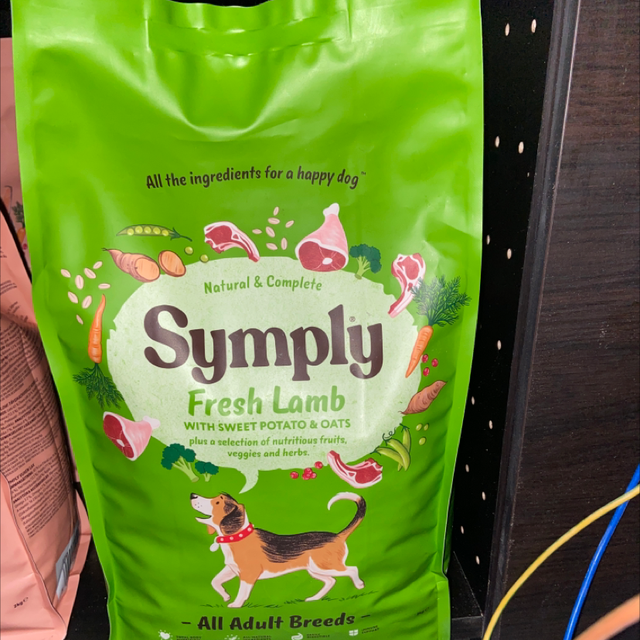 All the ingredients for a happy dog™
Natural & Complete
Symply®
Fresh Lamb
WITH SWEET POTATO & OATS
plus a selection of nutritious fruits,
veggies and herbs.
– All Adult Breeds –